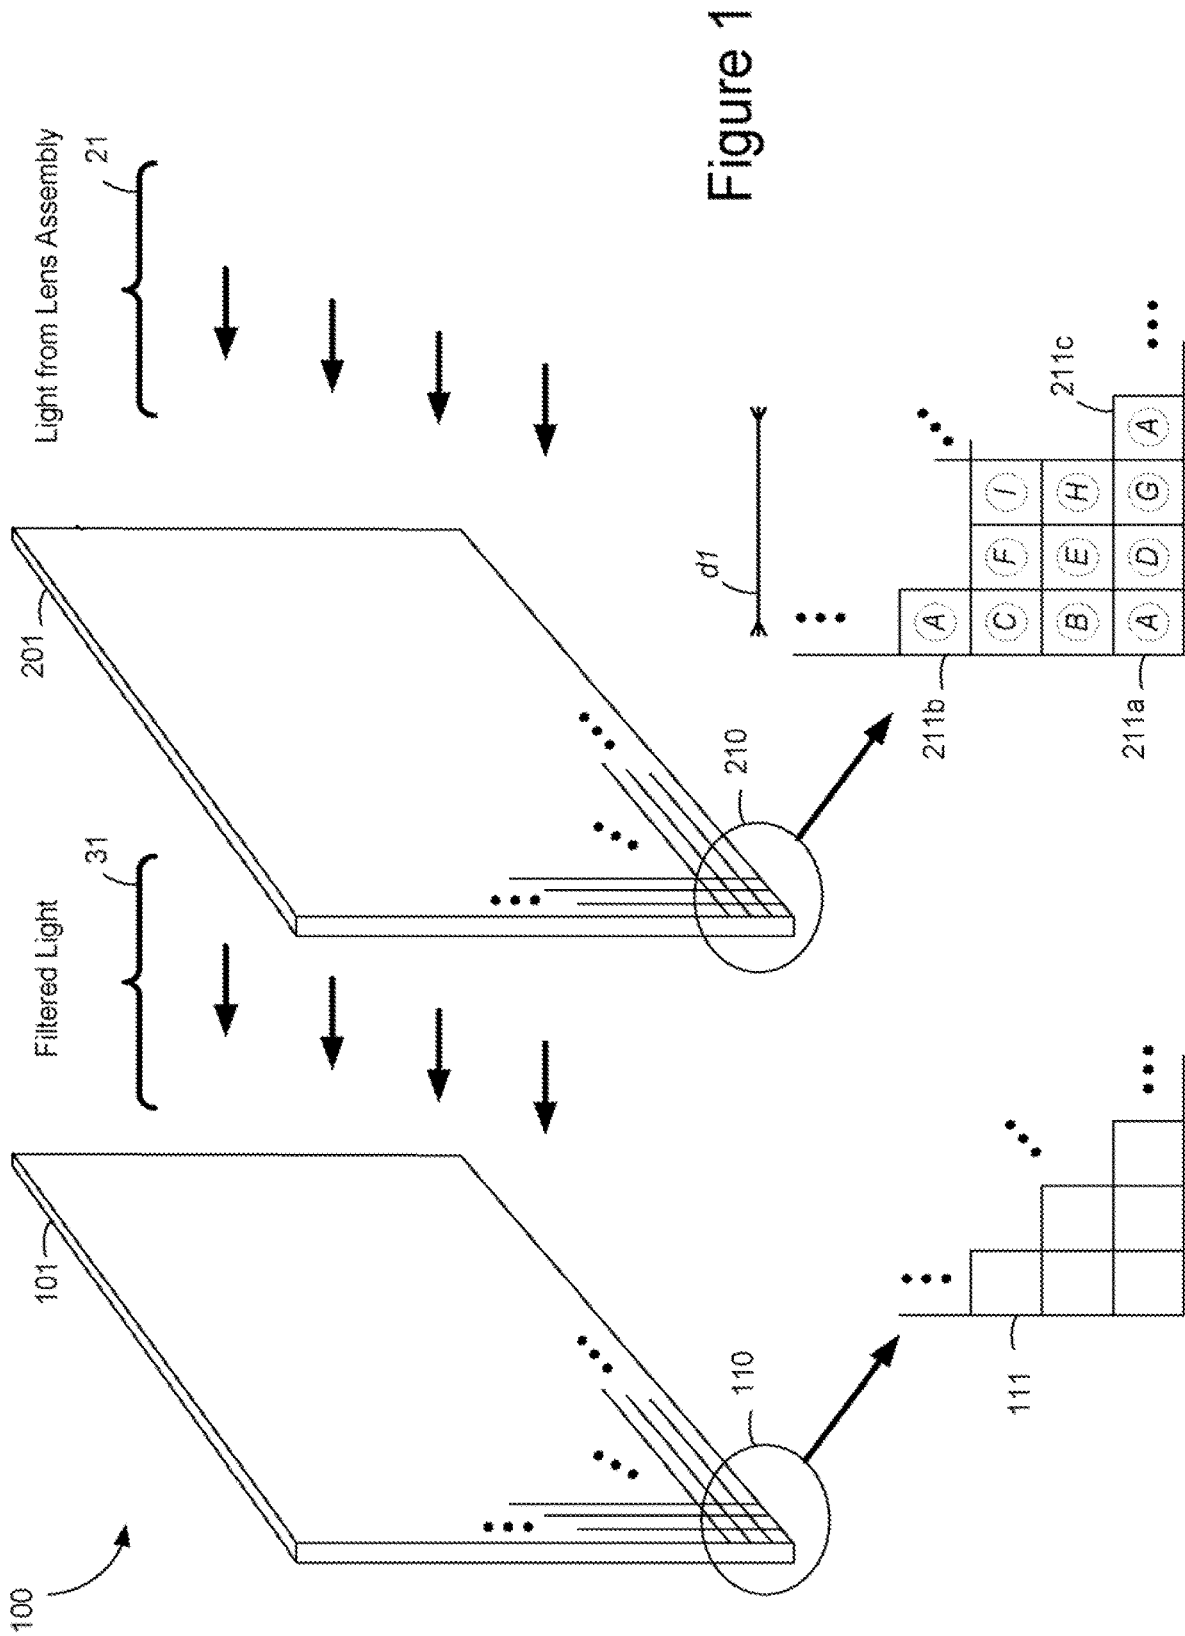 100
101
Filtered Light
31
201
Light from Lens Assembly
21
110
111
210
d1
211b
211a
211c
A
C F I
B E H
A D G A
Figure 1